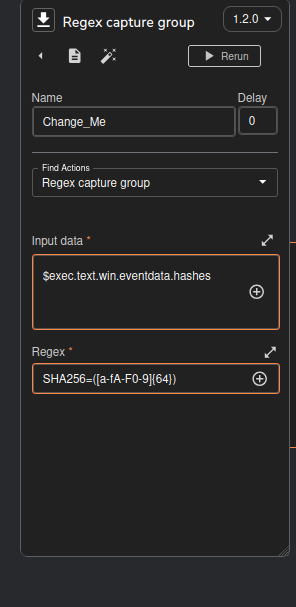 Regex capture group
1.2.0
Rerun
Name
Delay
Change_Me
0
Find Actions
Regex capture group
Input data *
$exec.text.win.eventdata.hashes
Regex *
SHA256=([a-fA-F0-9]{64})